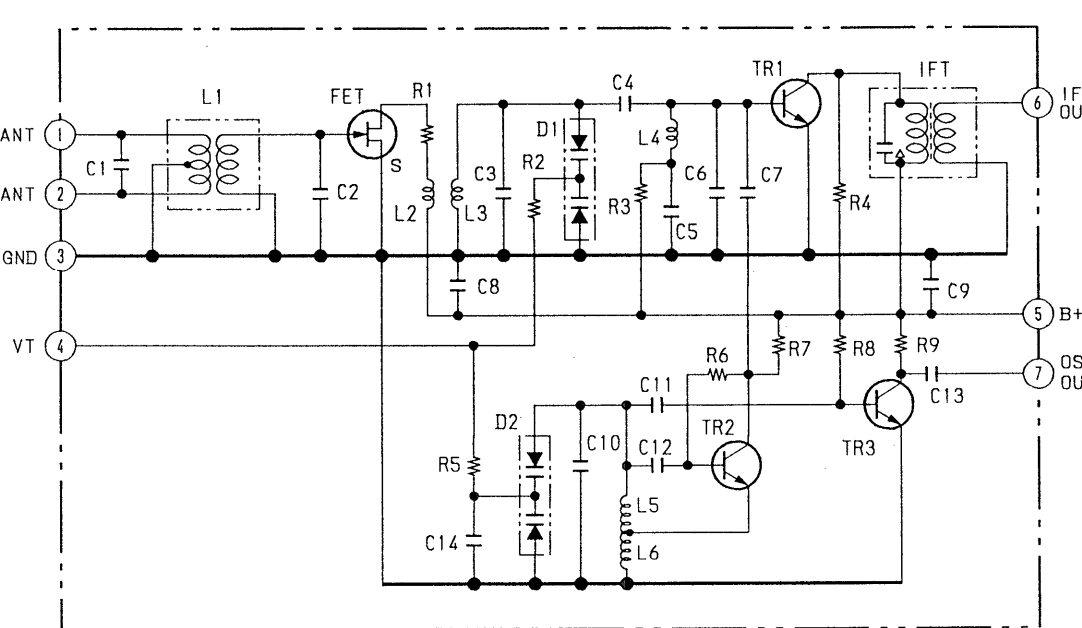 L1
FET
R1
C4
TR1
IFT
ANT 1
C1
C2
S
L2
L3
C3
R2
D1
L4
R3
C5
C6
C7
R4
6 IF
OU
ANT 2
GND 3
C8
C9
5 B+
VT 4
R6
R7
R8
R9
7 OS
OU
C13
C11
D2
C10
C12
TR2
TR3
R5
L5
C14
L6